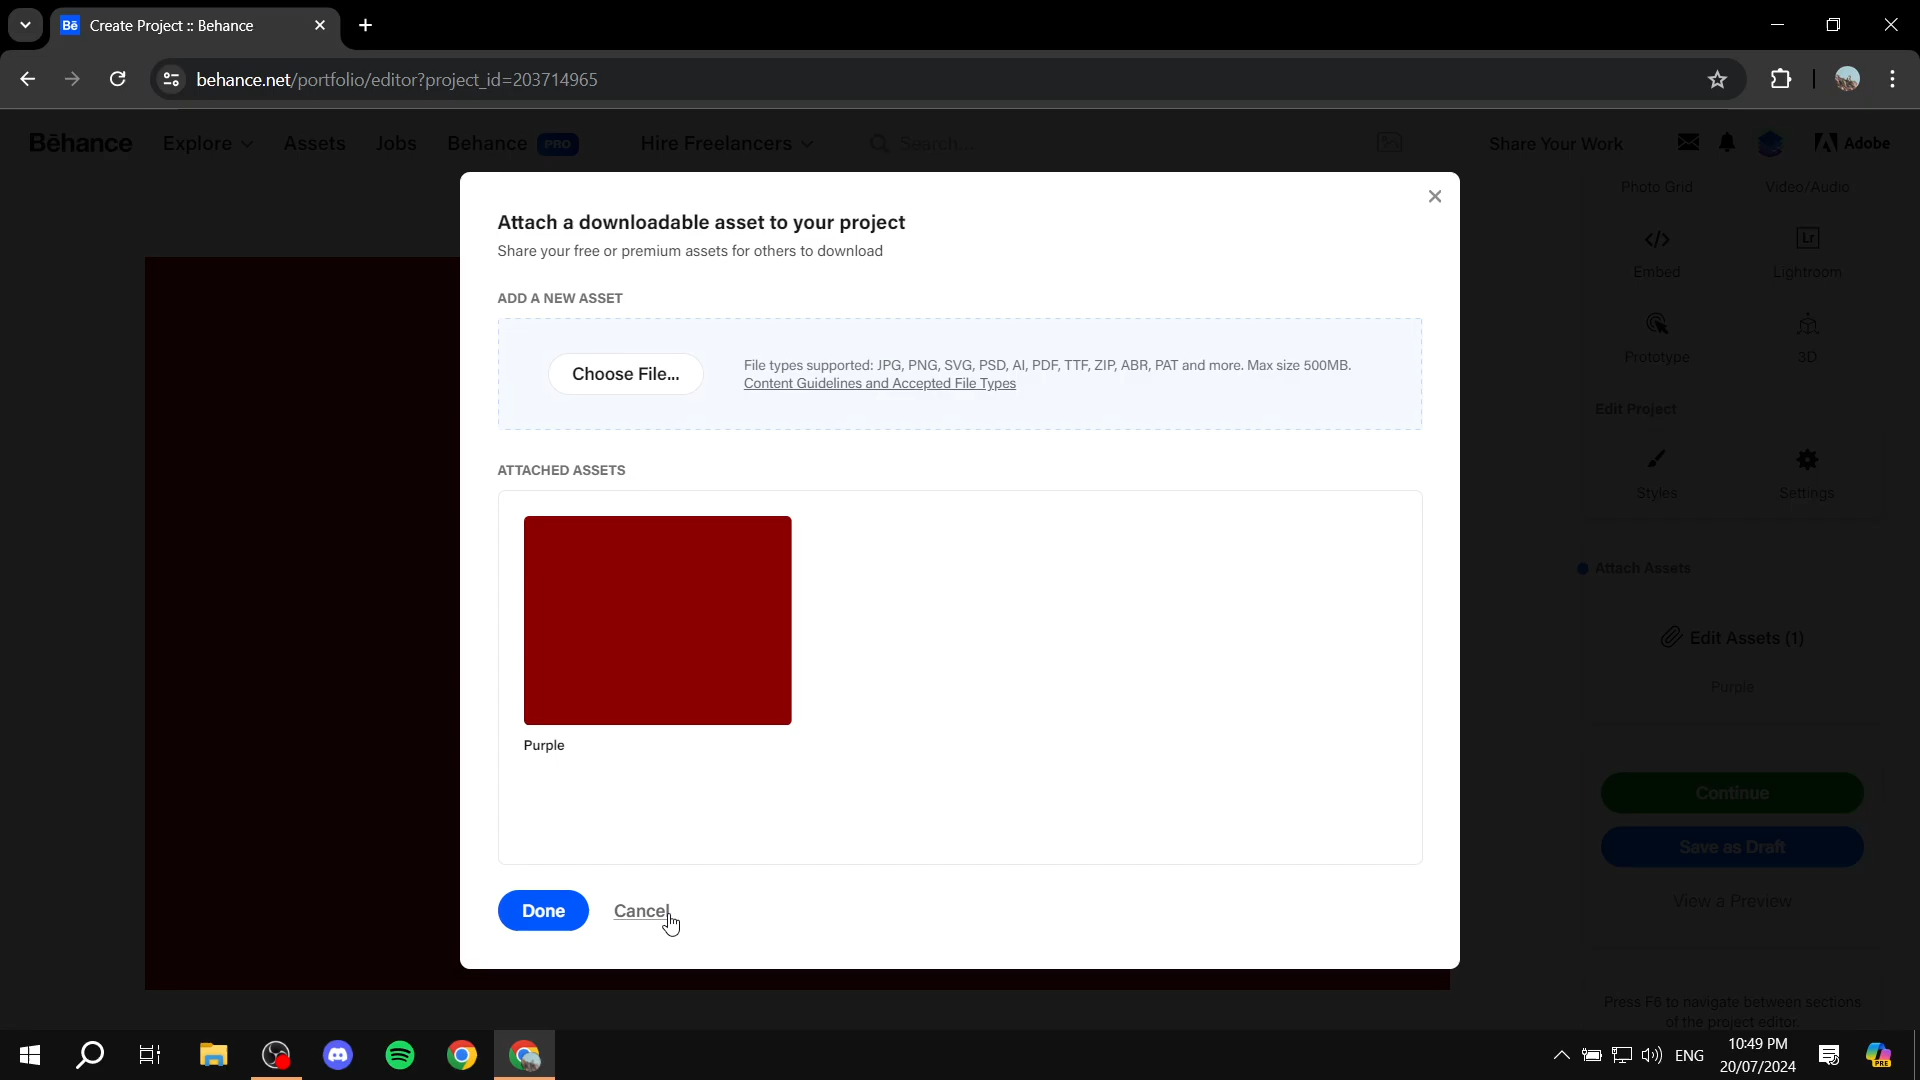 Bē Create Project :: Behance
behance.net/portfolio/editor?project_id=203714965
Bēhance Explore Assets Jobs Behance PRO Hire Freelancers Search... Share Your Work Adobe
Photo Grid Video/Audio
Attach a downloadable asset to your project
Share your free or premium assets for others to download
Lr
Embed Lightroom
ADD A NEW ASSET
Prototype 3D
Choose File...
File types supported: JPG, PNG, SVG, PSD, AI, PDF, TTF, ZIP, ABR, PAT and more. Max size 500MB.
Content Guidelines and Accepted File Types
Edit Project
ATTACHED ASSETS
Styles Settings
Attach Assets
Edit Assets (1)
Purple
Purple
Continue
Save as Draft
View a Preview
Done Cancel
Press F6 to navigate between sections
of the project editor.
ENG
10:49 PM
20/07/2024
PRE